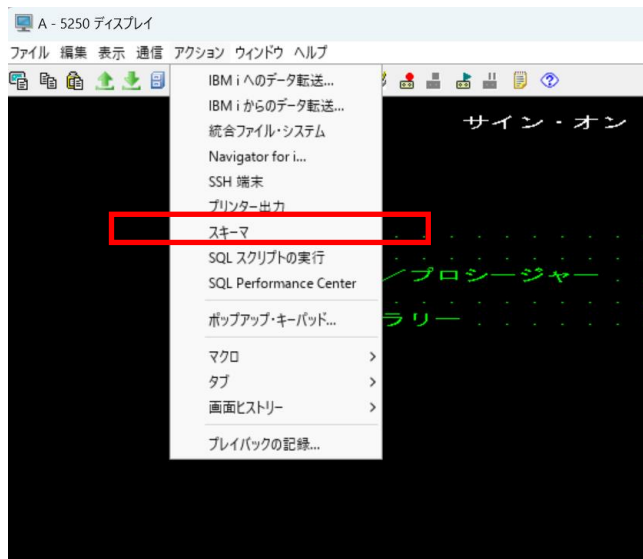 A - 5250 ディスプレイ
ファイル 編集 表示 通信 アクション ウィンドウ ヘルプ
IBM i へのデータ転送...
IBM i からのデータ転送...
サイン・オン
統合ファイル・システム
Navigator for i...
SSH 端末
プリンター出力
スキーマ
SQL スクリプトの実行
／プロシージャー
SQL Performance Center
ポップアップ・キーパッド...
ラリー
マクロ
タブ
画面ヒストリー
プレイバックの記録...